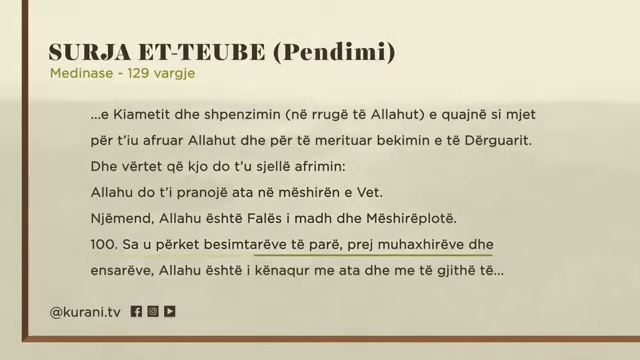 SURJA ET-TEUBE (Pendimi)
Medinase - 129 vargje
...e Kiametit dhe shpenzimin (në rrugë të Allahut) e quajnë si mjet
për t'iu afruar Allahut dhe për të merituar bekimin e të Dërguarit.
Dhe vërtet që kjo do t'u sjellë afrimin:
Allahu do t'i pranojë ata në mëshirën e Vet.
Njëmend, Allahu është Falës i madh dhe Mëshirëplotë.
100. Sa u përket besimtarëve të parë, prej muhaxhirëve dhe
ensarëve, Allahu është i kënaqur me ata dhe me të gjithë të...
@kurani.tv